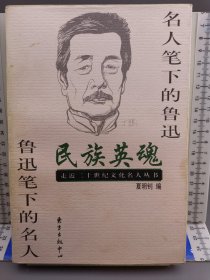 名人笔下的鲁迅
鲁迅笔下的名人
民族英魂
走近二十世纪文化名人丛书
夏明钊 编
东方出版中心